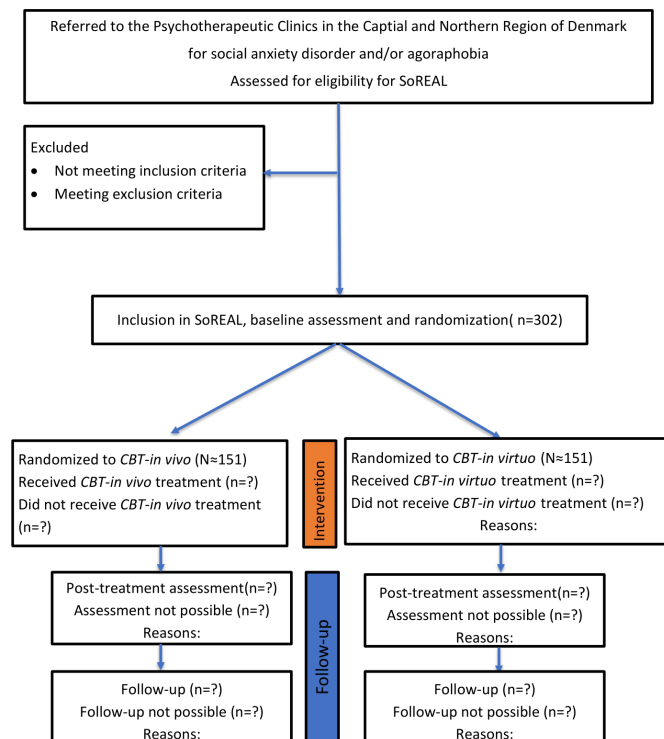 Referred to the Psychotherapeutic Clinics in the Captial and Northern Region of Denmark
for social anxiety disorder and/or agoraphobia
Assessed for eligibility for SoREAL
Excluded
• Not meeting inclusion criteria
• Meeting exclusion criteria
Inclusion in SoREAL, baseline assessment and randomization( n=302)
Randomized to CBT-in vivo (N≈151)
Received CBT-in vivo treatment (n=?)
Did not receive CBT-in vivo treatment
(n=?)
Intervention
Randomized to CBT-in virtuo (N≈151)
Received CBT-in virtuo treatment (n=?)
Did not receive CBT-in virtuo treatment (n=?)
Reasons:
Post-treatment assessment(n=?)
Assessment not possible (n=?)
Reasons:
Follow-up
Post-treatment assessment(n=?)
Assessment not possible (n=?)
Reasons:
Follow-up (n=?)
Follow-up not possible (n=?)
Reasons:
Follow-up (n=?)
Follow-up not possible (n=?)
Reasons: